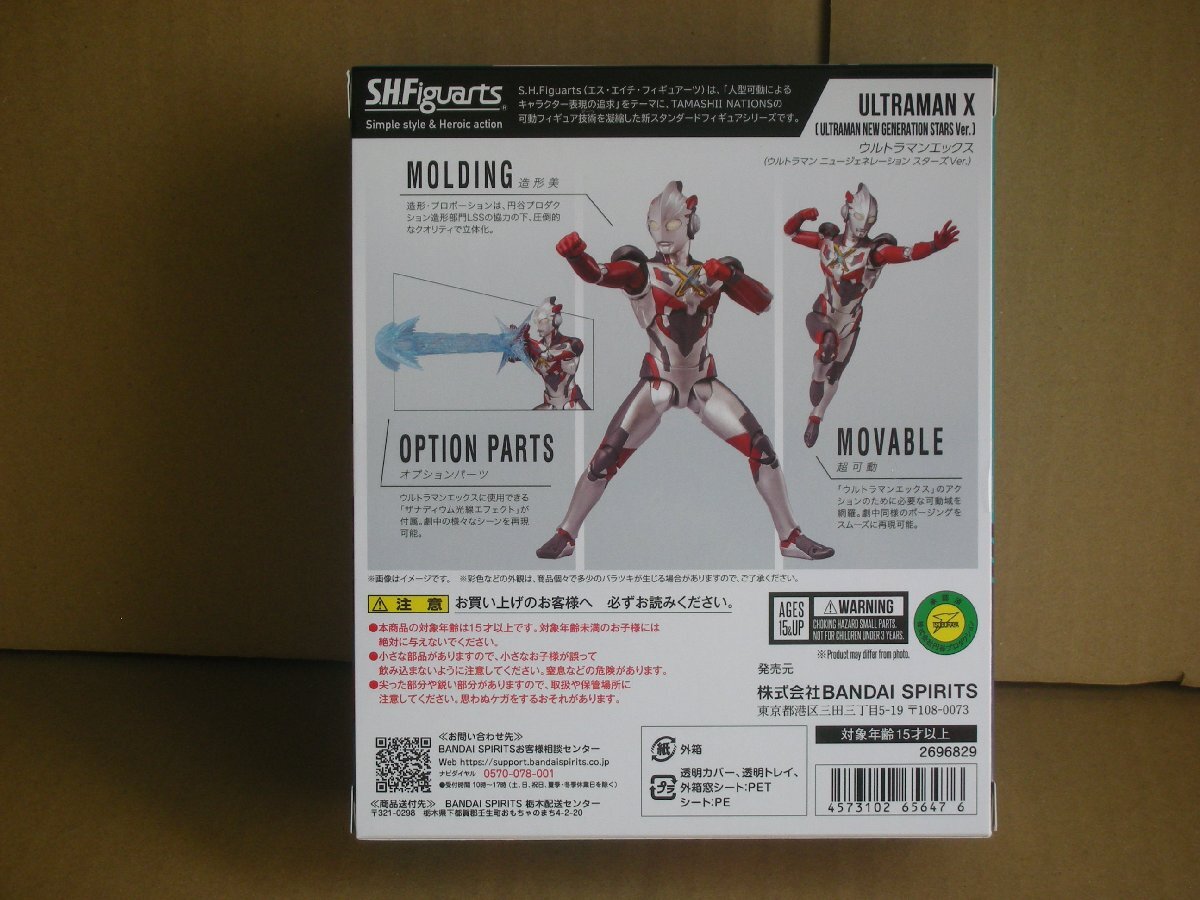 S.H.Figuarts
Simple style & Heroic action
S.H.Figuarts（エス・エイチ・フィギュアーツ）は、「人型可動による
キャラクター表現の追求」をテーマに、TAMASHII NATIONSの
可動フィギュア技術を凝縮した新スタンダードフィギュアシリーズです。
ULTRAMAN X
(ULTRAMAN NEW GENERATION STARS Ver.)
ウルトラマンエックス
(ウルトラマン ニュージェネレーション スターズVer.)
MOLDING 造形美
造形・プロポーションは、円谷プロダク
ション造形部門LSSの協力の下、圧倒的
なクオリティで立体化。
OPTION PARTS
オプションパーツ
ウルトラマンエックスに使用できる
「ザナディウム光線エフェクト」が
付属。劇中の様々なシーンを再現
可能。
MOVABLE
超可動
「ウルトラマンエックス」のアク
ションのために必要な可動域を
網羅。劇中同様のポージングを
スムーズに再現可能。
※画像はイメージです。 ※彩色などの外観は、商品個々で多少のバラツキが生じる場合がありますので、ご了承ください。
注意 お買い上げのお客様へ 必ずお読みください。
●本商品の対象年齢は15才以上です。対象年齢未満のお子様には
絶対に与えないでください。
●小さな部品がありますので、小さなお子様が誤って
飲み込まないように注意してください。窒息などの危険があります。
●尖った部分や鋭い部分がありますので、取扱や保管場所に
注意してください。思わぬケガをするおそれがあります。
AGES
15&UP
WARNING
CHOKING HAZARD SMALL PARTS.
NOT FOR CHILDREN UNDER 3 YEARS.
※Product may differ from photo.
発売元
株式会社BANDAI SPIRITS
東京都港区三田三丁目5-19 〒108-0073
≪お問い合わせ先≫
BANDAI SPIRITSお客様相談センター
Web https://support.bandaispirits.co.jp
ナビダイヤル 0570-078-001
●受付時間 10時～17時（土、日、祝日、夏季・冬季休業日を除く）
≪商品送付先≫ BANDAI SPIRITS 栃木配送センター
〒321-0298 栃木県下都賀郡壬生町おもちゃのまち4-2-20
紙 外箱
プラ 透明カバー、透明トレイ、
外箱窓シート:PET
シート:PE
対象年齢15才以上
2696829
4573102 65647 6